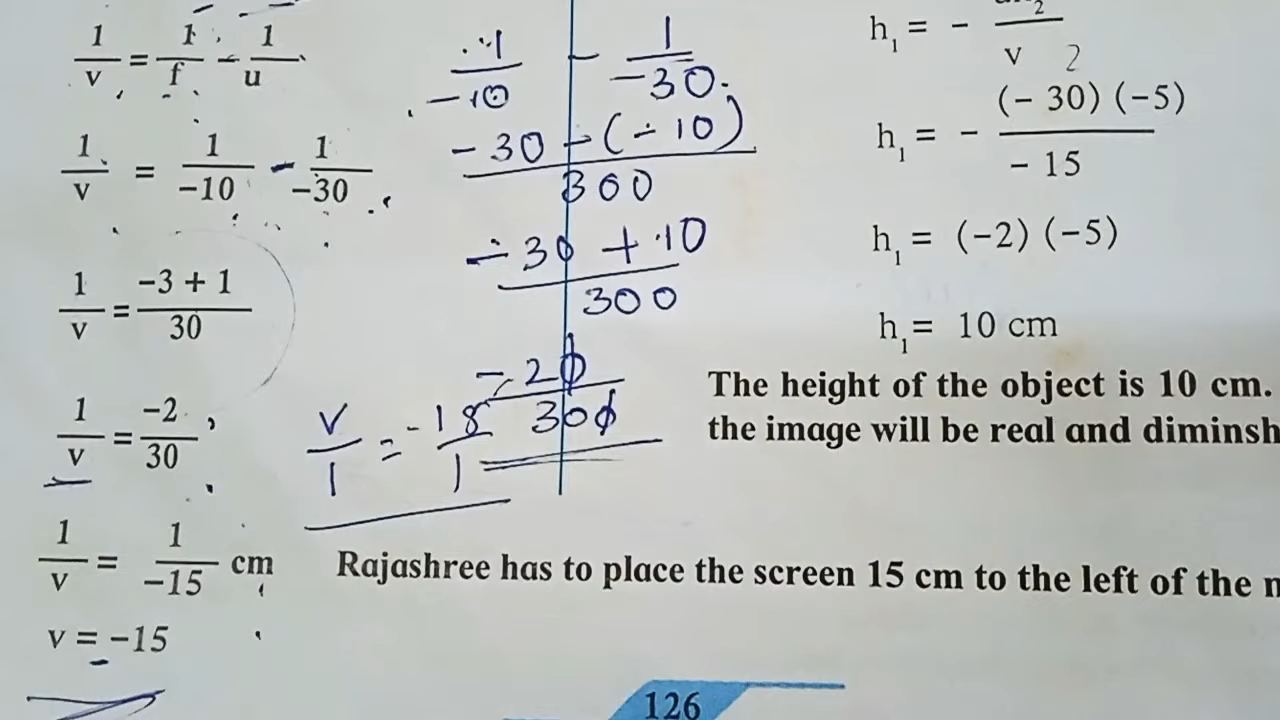 1/v = 1/f - 1/u
1/v = 1/-10 - 1/-30
1/v = -3 + 1/30
1/v = -2/30
1/v = 1/-15 cm
v = -15
1/-10 - 1/-30
-30 - (-10)/300
-30 + 10/300
-20/300
v/1 = -15/1
h₁ = - /v
2
h₁ = - (- 30) (-5)/- 15
h₁ = (-2) (-5)
h₁ = 10 cm
The height of the object is 10 cm.
the image will be real and diminsh
Rajashree has to place the screen 15 cm to the left of the m
126